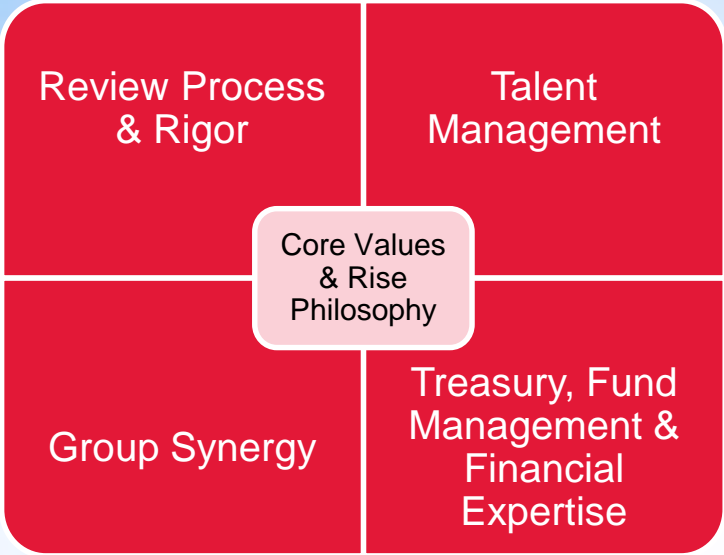 Review Process
& Rigor
Talent
Management
Core Values
& Rise
Philosophy
Group Synergy
Treasury, Fund
Management &
Financial
Expertise